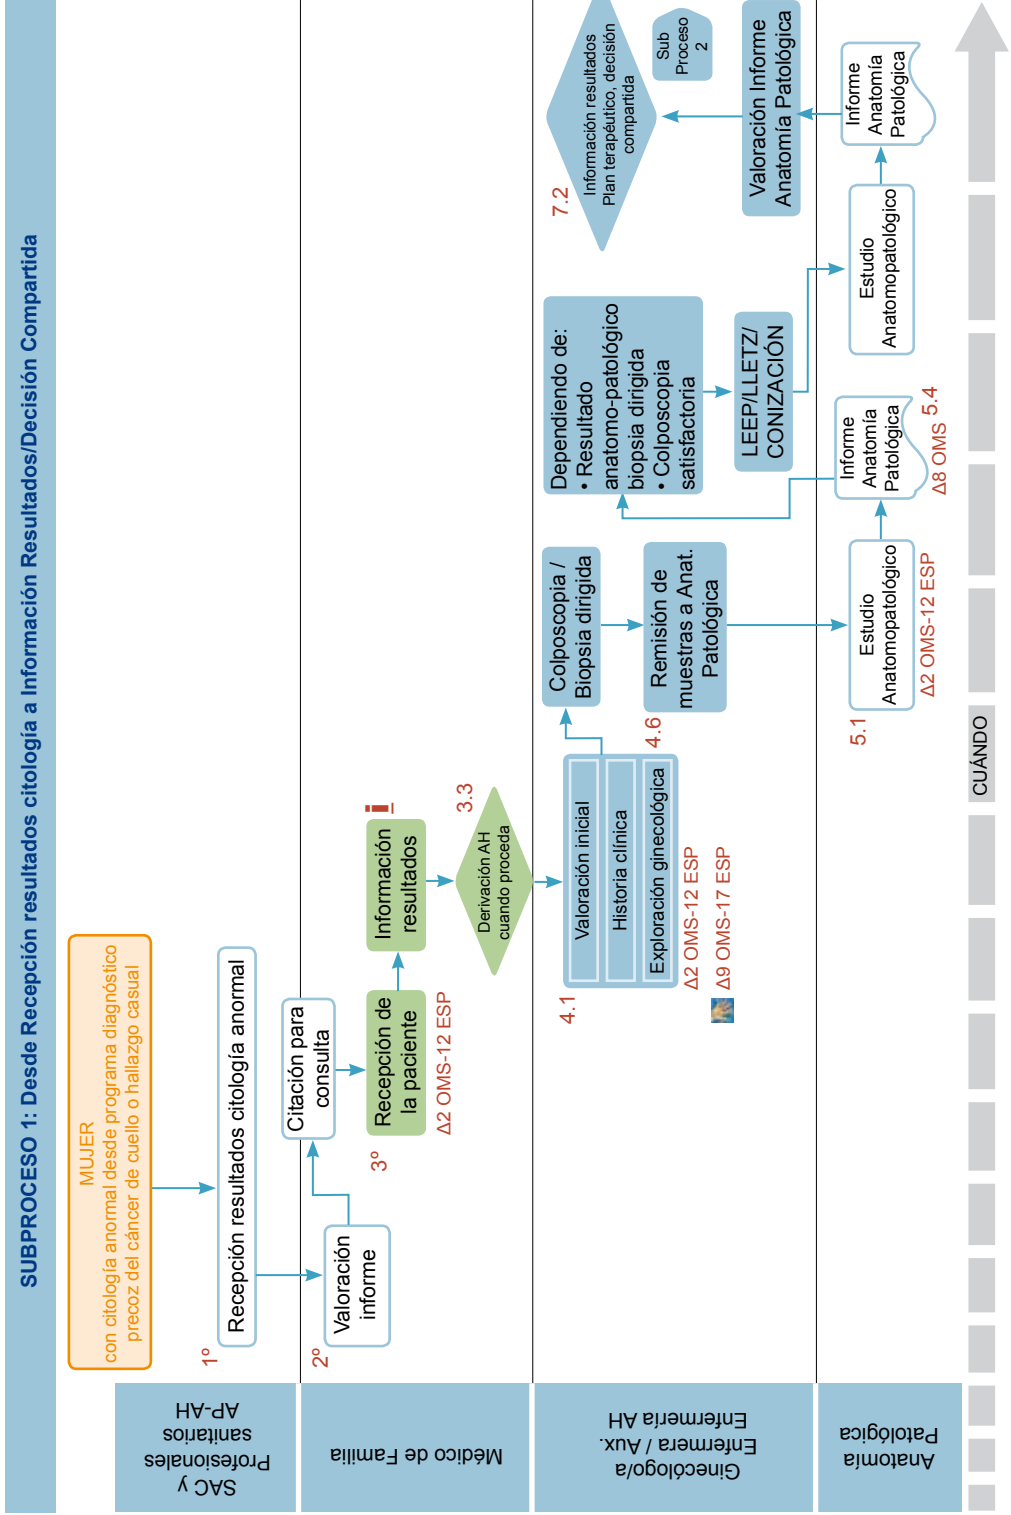 SUBPROCESO 1: Desde Recepción resultados citología a Información Resultados/Decisión Compartida
SAC y
Profesionales
sanitarios
AP-AH
MUJER
con citología anormal desde programa diagnóstico
precoz del cáncer de cuello o hallazgo casual
1º
Recepción resultados citología anormal
Médico de Familia
2º
Valoración
informe
Citación para
consulta
3º
Recepción de
la paciente
Δ2 OMS-12 ESP
Información
resultados
i
3.3
Derivación AH
cuando proceda
Ginecólogo/a
Enfermera / Aux.
Enfermería AH
4.1
Valoración inicial
Historia clínica
Exploración ginecológica
Δ2 OMS-12 ESP
Δ9 OMS-17 ESP
Colposcopia /
Biopsia dirigida
4.6
Remisión de
muestras a Anat.
Patológica
Dependiendo de:
• Resultado
anatomo-patológico
biopsia dirigida
• Colposcopia
satisfactoria
LEEP/LLETZ/
CONIZACIÓN
7.2
Información resultados
Plan terapéutico, decisión
compartida
Sub
Proceso
2
Valoración Informe
Anatomía Patológica
Anatomía
Patológica
5.1
Estudio
Anatomopatológico
Δ2 OMS-12 ESP
Informe
Anatomía
Patológica
Δ8 OMS
5.4
Estudio
Anatomopatológico
Informe
Anatomía
Patológica
CUÁNDO